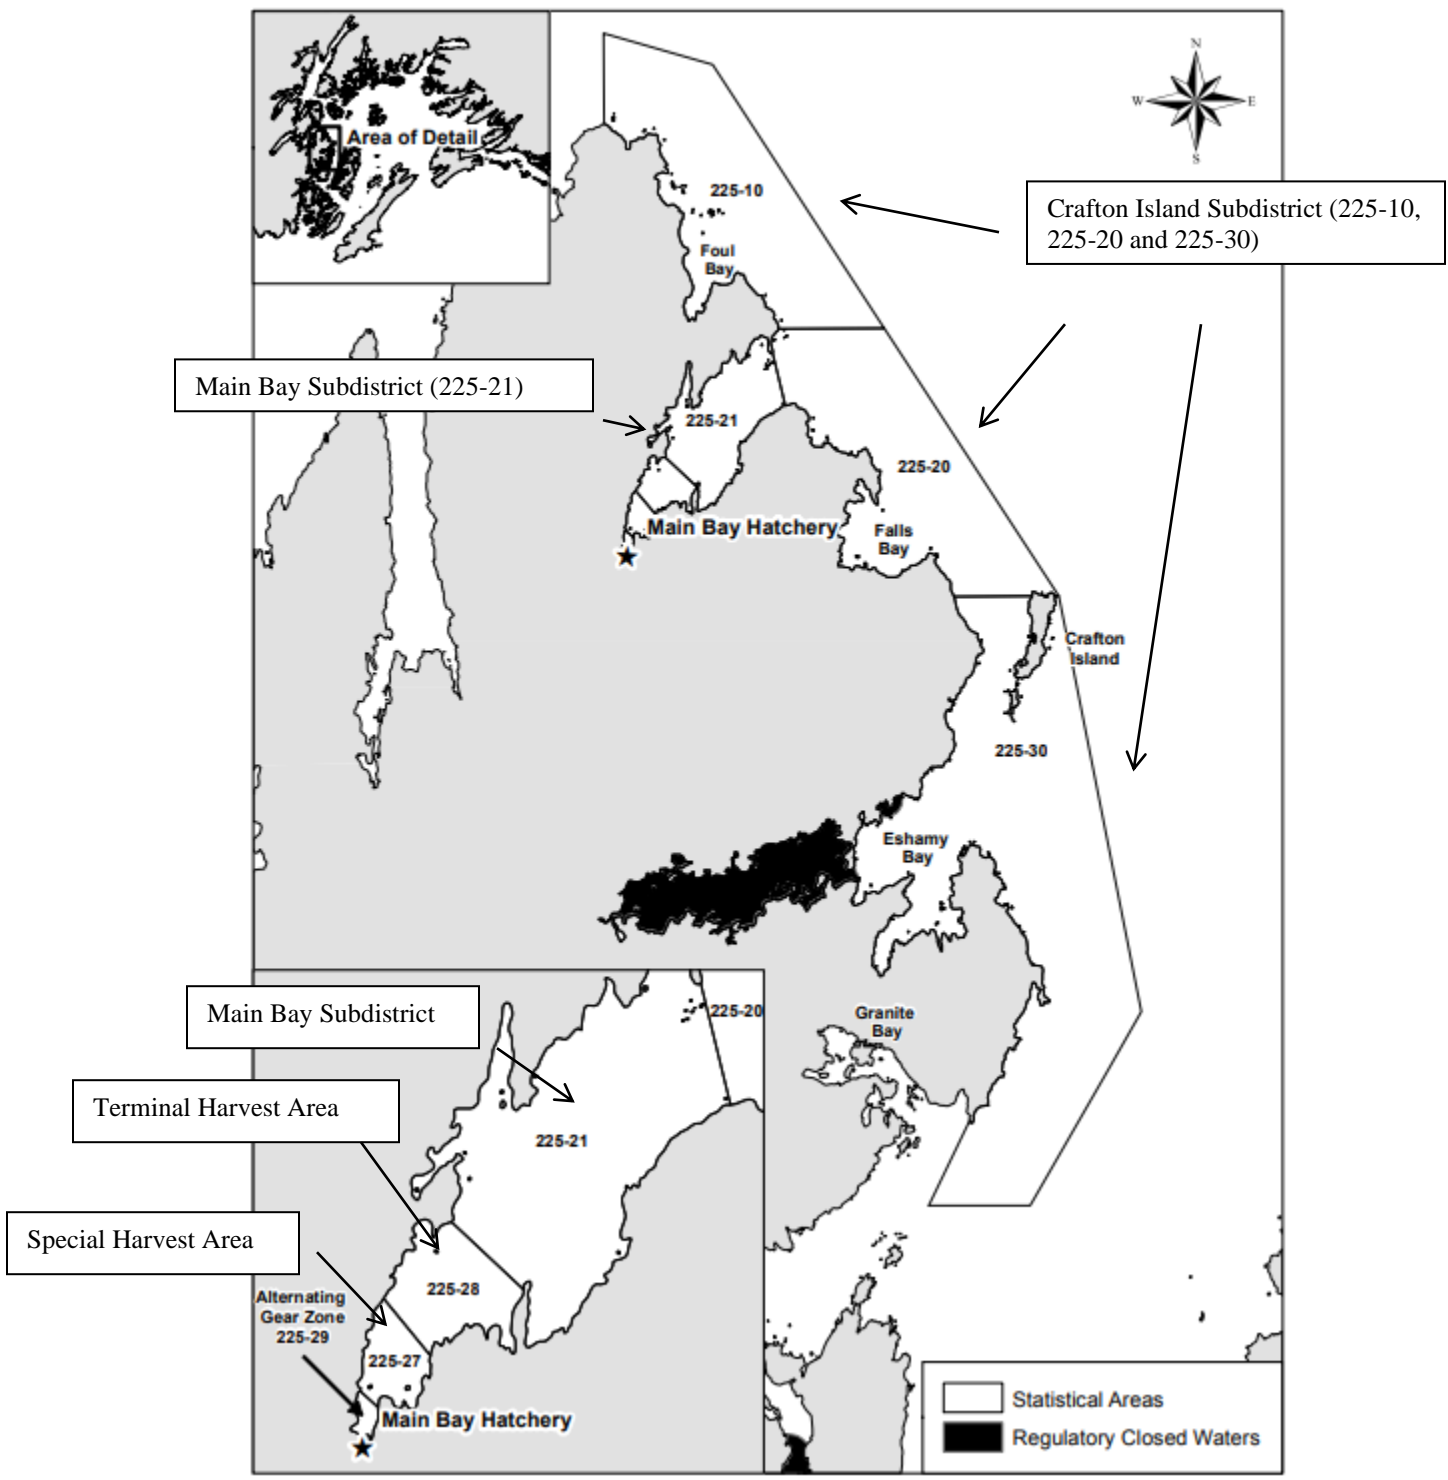 N
W
E
S
Area of Detail
225-10
Crafton Island Subdistrict (225-10,
225-20 and 225-30)
Foul
Bay
Main Bay Subdistrict (225-21)
225-21
225-20
Main Bay Hatchery
Falls
Bay
Crafton
Island
225-30
Eshamy
Bay
Main Bay Subdistrict
225-20
Granite
Bay
Terminal Harvest Area
225-21
Special Harvest Area
225-28
Alternating
Gear Zone
225-29
225-27
Main Bay Hatchery
Statistical Areas
Regulatory Closed Waters